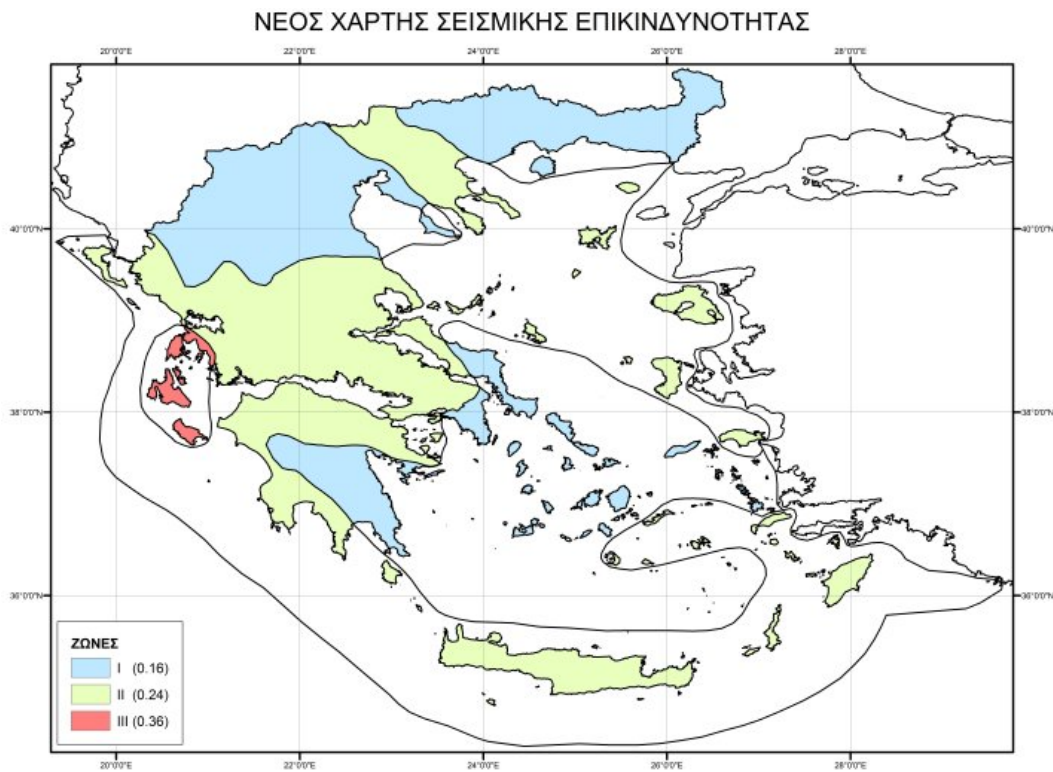 ΝΕΟΣ ΧΑΡΤΗΣ ΣΕΙΣΜΙΚΗΣ ΕΠΙΚΙΝΔΥΝΟΤΗΤΑΣ
20°0'0"E 22°0'0"E 24°0'0"E 26°0'0"E 28°0'0"E
40°0'0"N 40°0'0"N
38°0'0"N 38°0'0"N
36°0'0"N 36°0'0"N
ΖΩΝΕΣ
I (0.16)
II (0.24)
III (0.36)
20°0'0"E 22°0'0"E 24°0'0"E 26°0'0"E 28°0'0"E